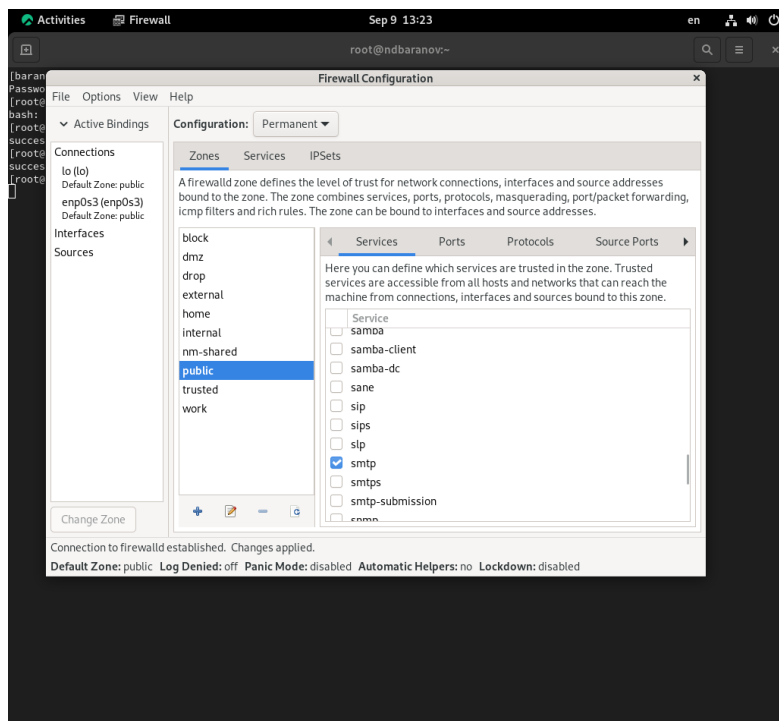 Activities Firewall Sep 9 13:23 en
root@ndbaranov:~
[baran
Passwo
[root@
bash:
[root@
succes
[root@
succes
[root@
Firewall Configuration
File Options View Help
Active Bindings
Configuration: Permanent
Connections
lo (lo)
Default Zone: public
enp0s3 (enp0s3)
Default Zone: public
Interfaces
Sources
Change Zone
Zones Services IPSets
A firewalld zone defines the level of trust for network connections, interfaces and source addresses
bound to the zone. The zone combines services, ports, protocols, masquerading, port/packet forwarding,
icmp filters and rich rules. The zone can be bound to interfaces and source addresses.
block
dmz
drop
external
home
internal
nm-shared
public
trusted
work
Services Ports Protocols Source Ports
Here you can define which services are trusted in the zone. Trusted
services are accessible from all hosts and networks that can reach the
machine from connections, interfaces and sources bound to this zone.
Service
samba
samba-client
samba-dc
sane
sip
sips
slp
smtp
smtps
smtp-submission
snmp
Connection to firewalld established. Changes applied.
Default Zone: public Log Denied: off Panic Mode: disabled Automatic Helpers: no Lockdown: disabled